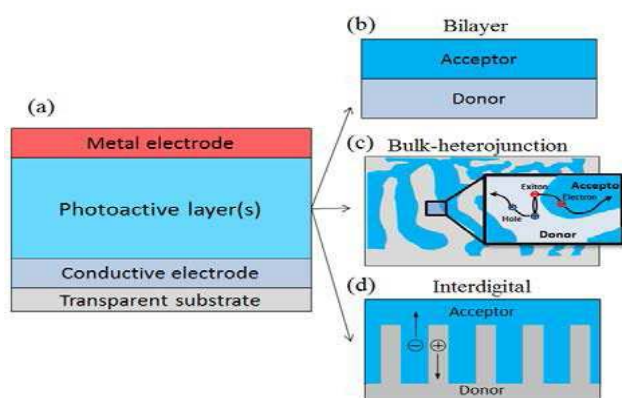 (a)
Metal electrode
Photoactive layer(s)
Conductive electrode
Transparent substrate
(b) Bilayer
Acceptor
Donor
(c) Bulk-heterojunction
Exiton
Acceptor
Electron
Hole
Donor
(d) Interdigital
Acceptor
− +
Donor